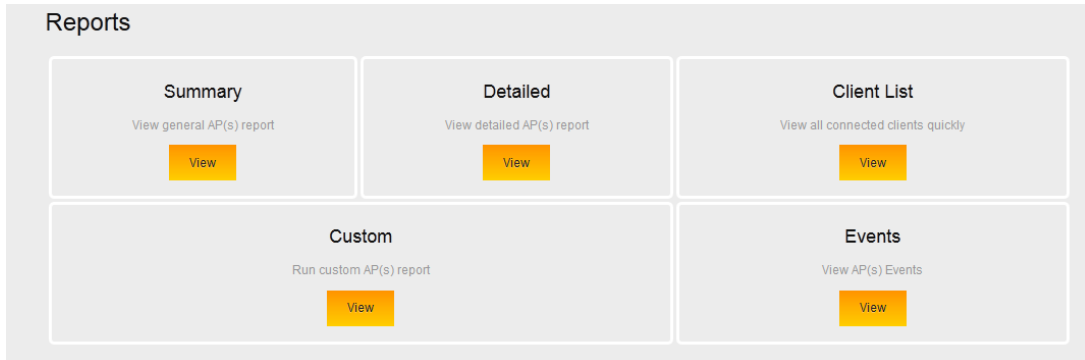 Reports
Summary
View general AP(s) report
View
Detailed
View detailed AP(s) report
View
Client List
View all connected clients quickly
View
Custom
Run custom AP(s) report
View
Events
View AP(s) Events
View